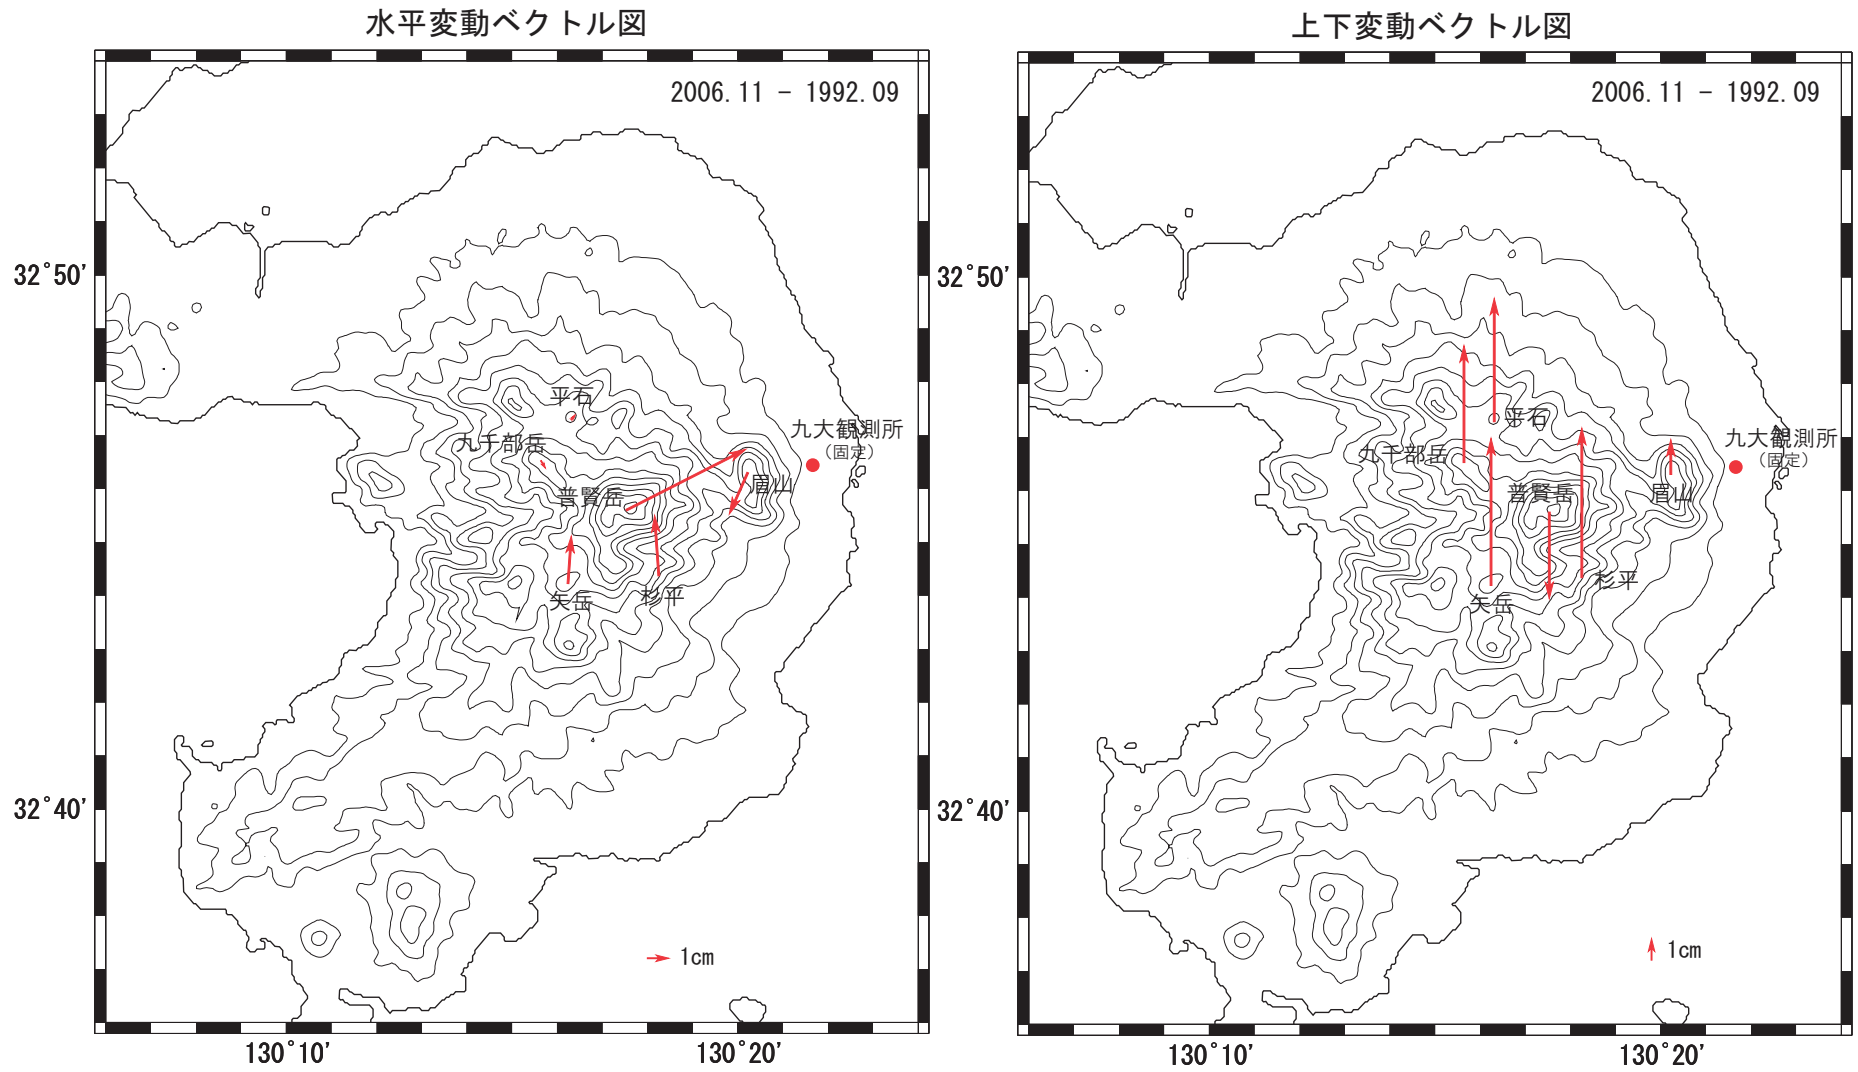 水平変動ベクトル図
2006.11 - 1992.09
32°50'
平石
九千部岳
九大観測所
（固定）
普賢岳
眉山
矢岳
杉平
32°40'
1cm
130°10'
130°20'
上下変動ベクトル図
2006.11 - 1992.09
32°50'
平石
九千部岳
九大観測所
（固定）
普賢岳
眉山
杉平
矢岳
32°40'
1cm
130°10'
130°20'